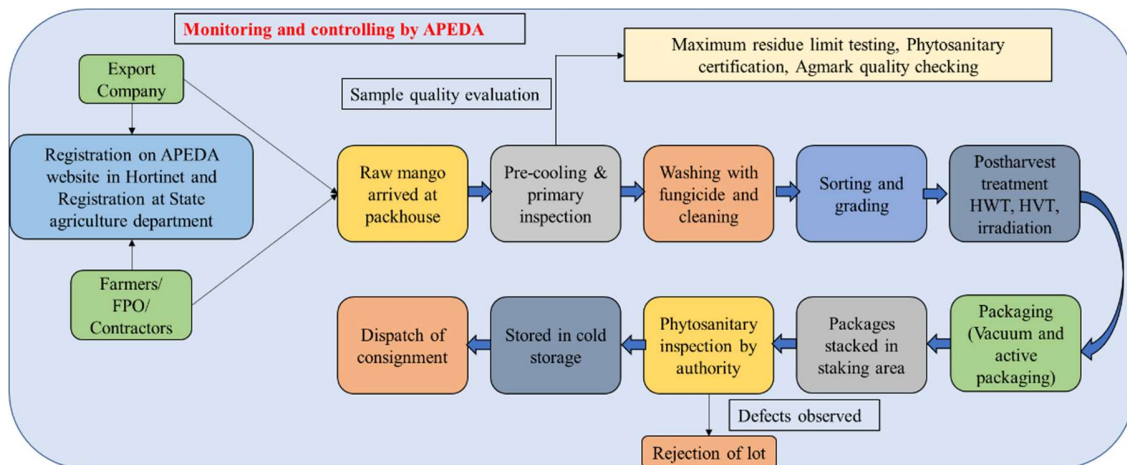 Monitoring and controlling by APEDA
Export
Company
Maximum residue limit testing, Phytosanitary
certification, Agmark quality checking
Sample quality evaluation
Registration on APEDA
website in Hortinet and
Registration at State
agriculture department
Farmers/
FPO/
Contractors
Raw mango
arrived at
packhouse
Pre-cooling &
primary
inspection
Washing with
fungicide and
cleaning
Sorting and
grading
Postharvest
treatment
HWT, HVT,
irradiation
Packaging
(Vacuum and
active
packaging)
Packages
stacked in
staking area
Phytosanitary
inspection by
authority
Stored in cold
storage
Dispatch of
consignment
Defects observed
Rejection of lot